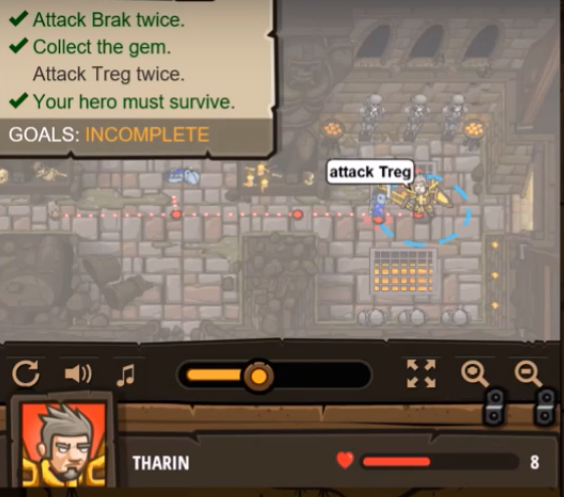 Attack Brak twice.
Collect the gem.
Attack Treg twice.
Your hero must survive.
GOALS: INCOMPLETE
attack Treg
THARIN
8